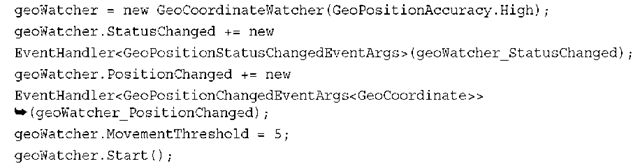 geoWatcher = new GeoCoordinateWatcher(GeoPositionAccuracy.High);
geoWatcher.StatusChanged += new
EventHandler<GeoPositionStatusChangedEventArgs>(geoWatcher_StatusChanged);
geoWatcher.PositionChanged += new
EventHandler<GeoPositionChangedEventArgs<GeoCoordinate>>
➥(geoWatcher_PositionChanged);
geoWatcher.MovementThreshold = 5;
geoWatcher.Start();